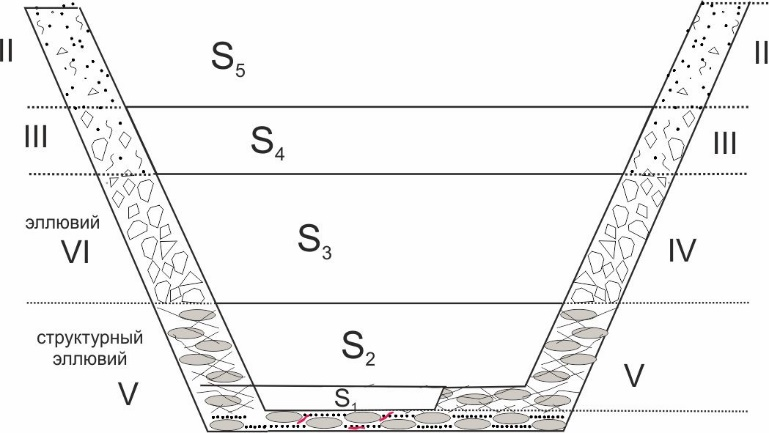 II S₅ II
III S₄ III
эллювий
VI S₃ IV
структурный
эллювий
S₂
V S₁ V